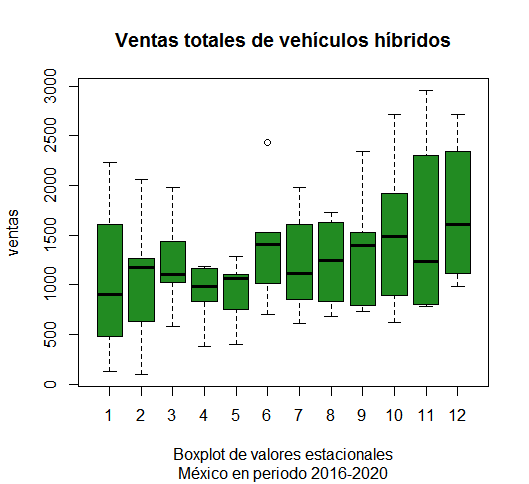 Ventas totales de vehículos híbridos
ventas
3000
2500
2000
1500
1000
500
0
1 2 3 4 5 6 7 8 9 10 11 12
Boxplot de valores estacionales
México en periodo 2016-2020